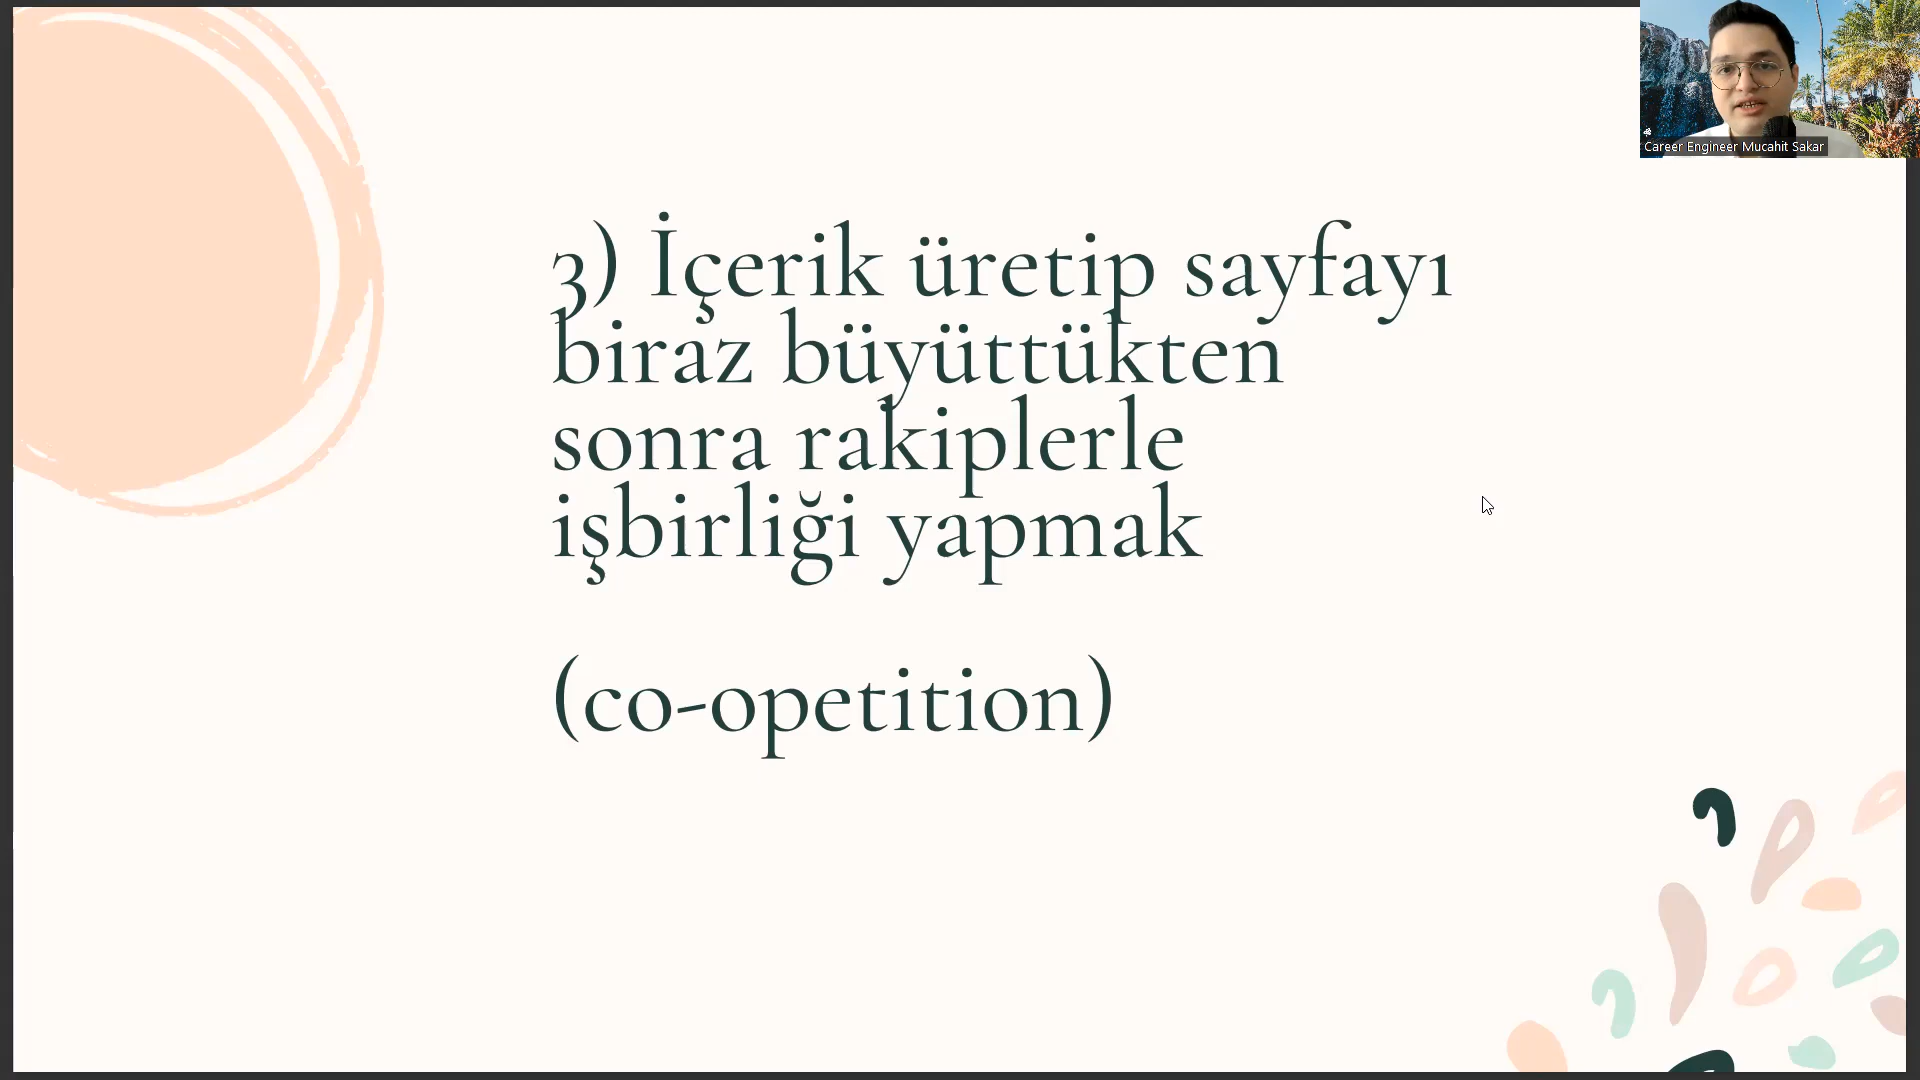 Career Engineer Mucahit Sakar
3) İçerik üretip sayfayı
biraz büyüttükten
sonra rakiplerle
işbirliği yapmak
(co-opetition)